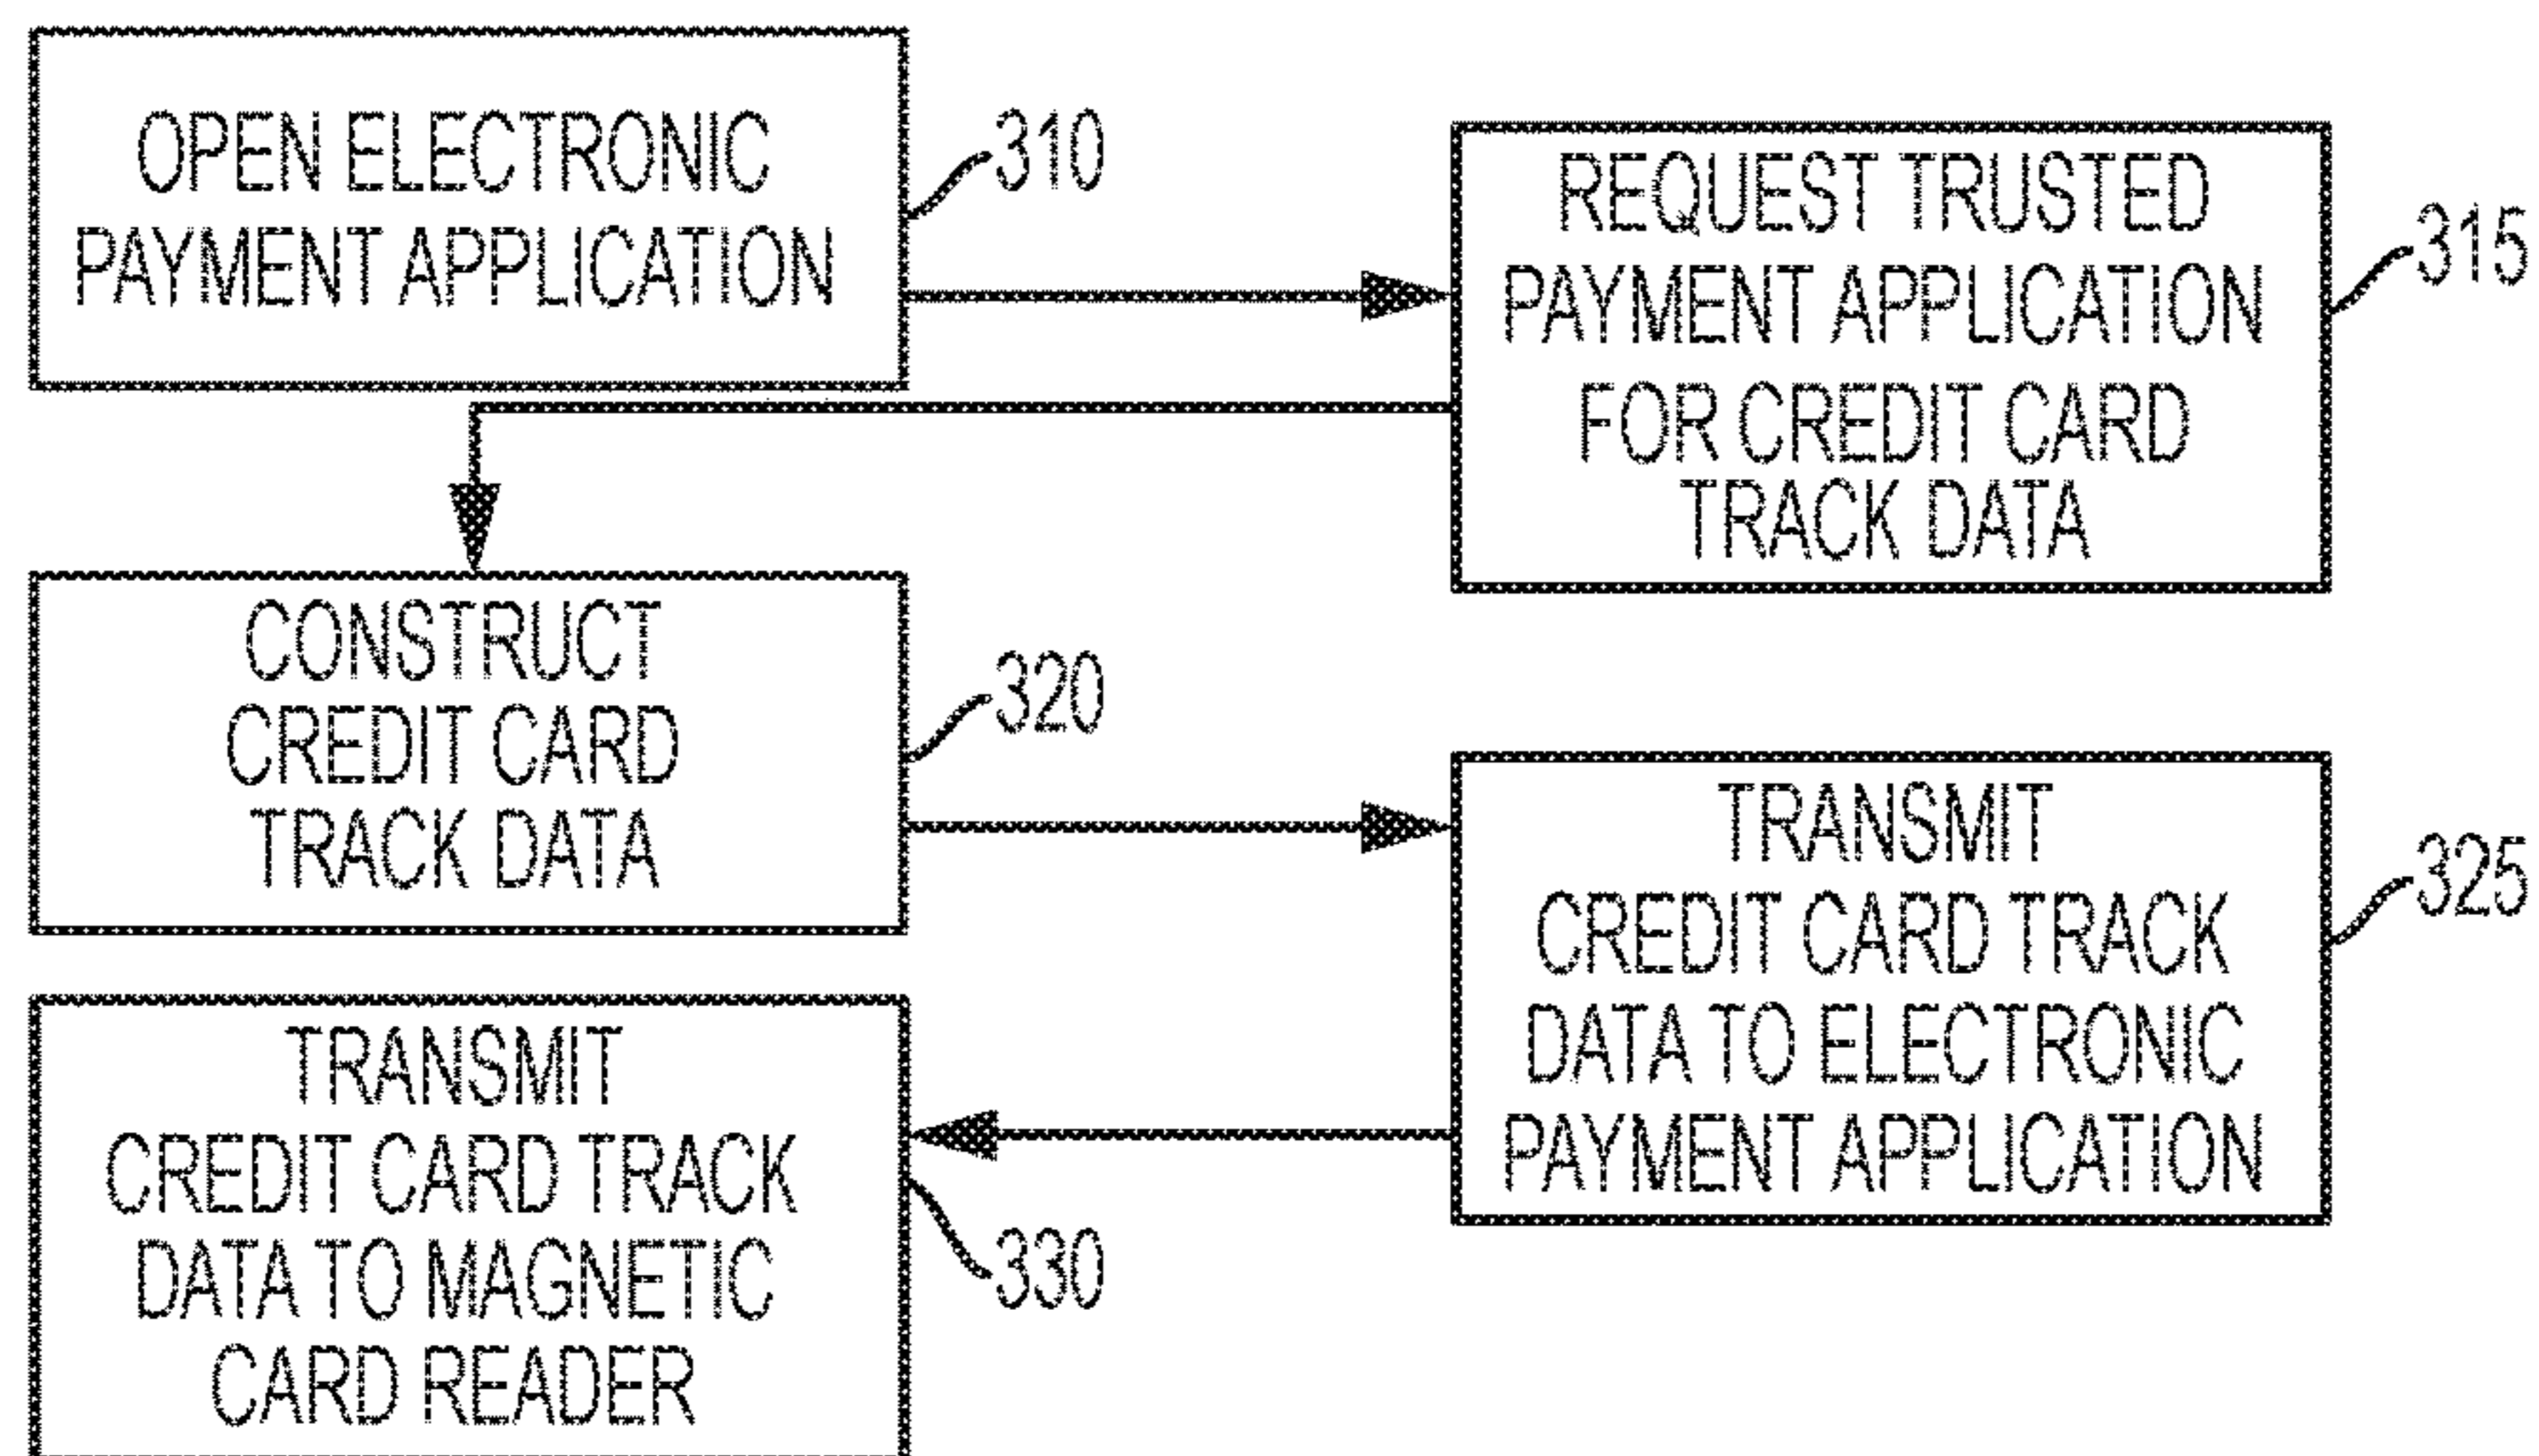 OPEN ELECTRONIC
PAYMENT APPLICATION
310
REQUEST TRUSTED
PAYMENT APPLICATION
FOR CREDIT CARD
TRACK DATA
315
CONSTRUCT
CREDIT CARD
TRACK DATA
320
TRANSMIT
CREDIT CARD TRACK
DATA TO ELECTRONIC
PAYMENT APPLICATION
325
TRANSMIT
CREDIT CARD TRACK
DATA TO MAGNETIC
CARD READER
330